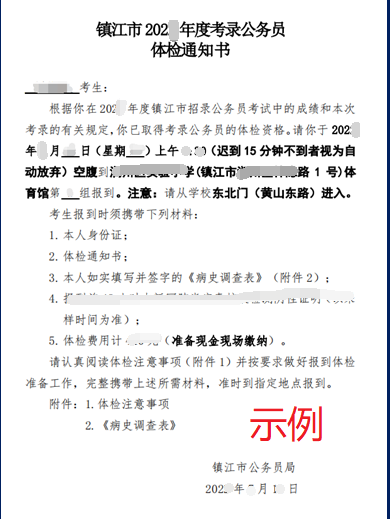 镇江市 202 年度考录公务员
体检通知书
考生：
根据你在 202 年度镇江市招录公务员考试中的成绩和本次
考录的有关规定，你已取得考录公务员的体检资格。请你于 202
年 月 日（星期 ）上午 （迟到 15 分钟不到者视为自
动放弃）空腹到 小学(镇江市 路 1 号)体
育馆第 组报到。注意：请从学校东北门（黄山东路）进入。
考生报到时须携带下列材料：
1.本人身份证；
2.体检通知书；
3.本人如实填写并签字的《病史调查表》（附件 2）；
4.
样时间为准）；
5.体检费用计 元（准备现金现场缴纳）。
请认真阅读体检注意事项（附件 1）并按要求做好报到体检
准备工作，完整携带上述所需材料，准时到指定地点报到。
附件：1.体检注意事项
2.《病史调查表》
示例
镇江市公务员局
202 年 月 1 日